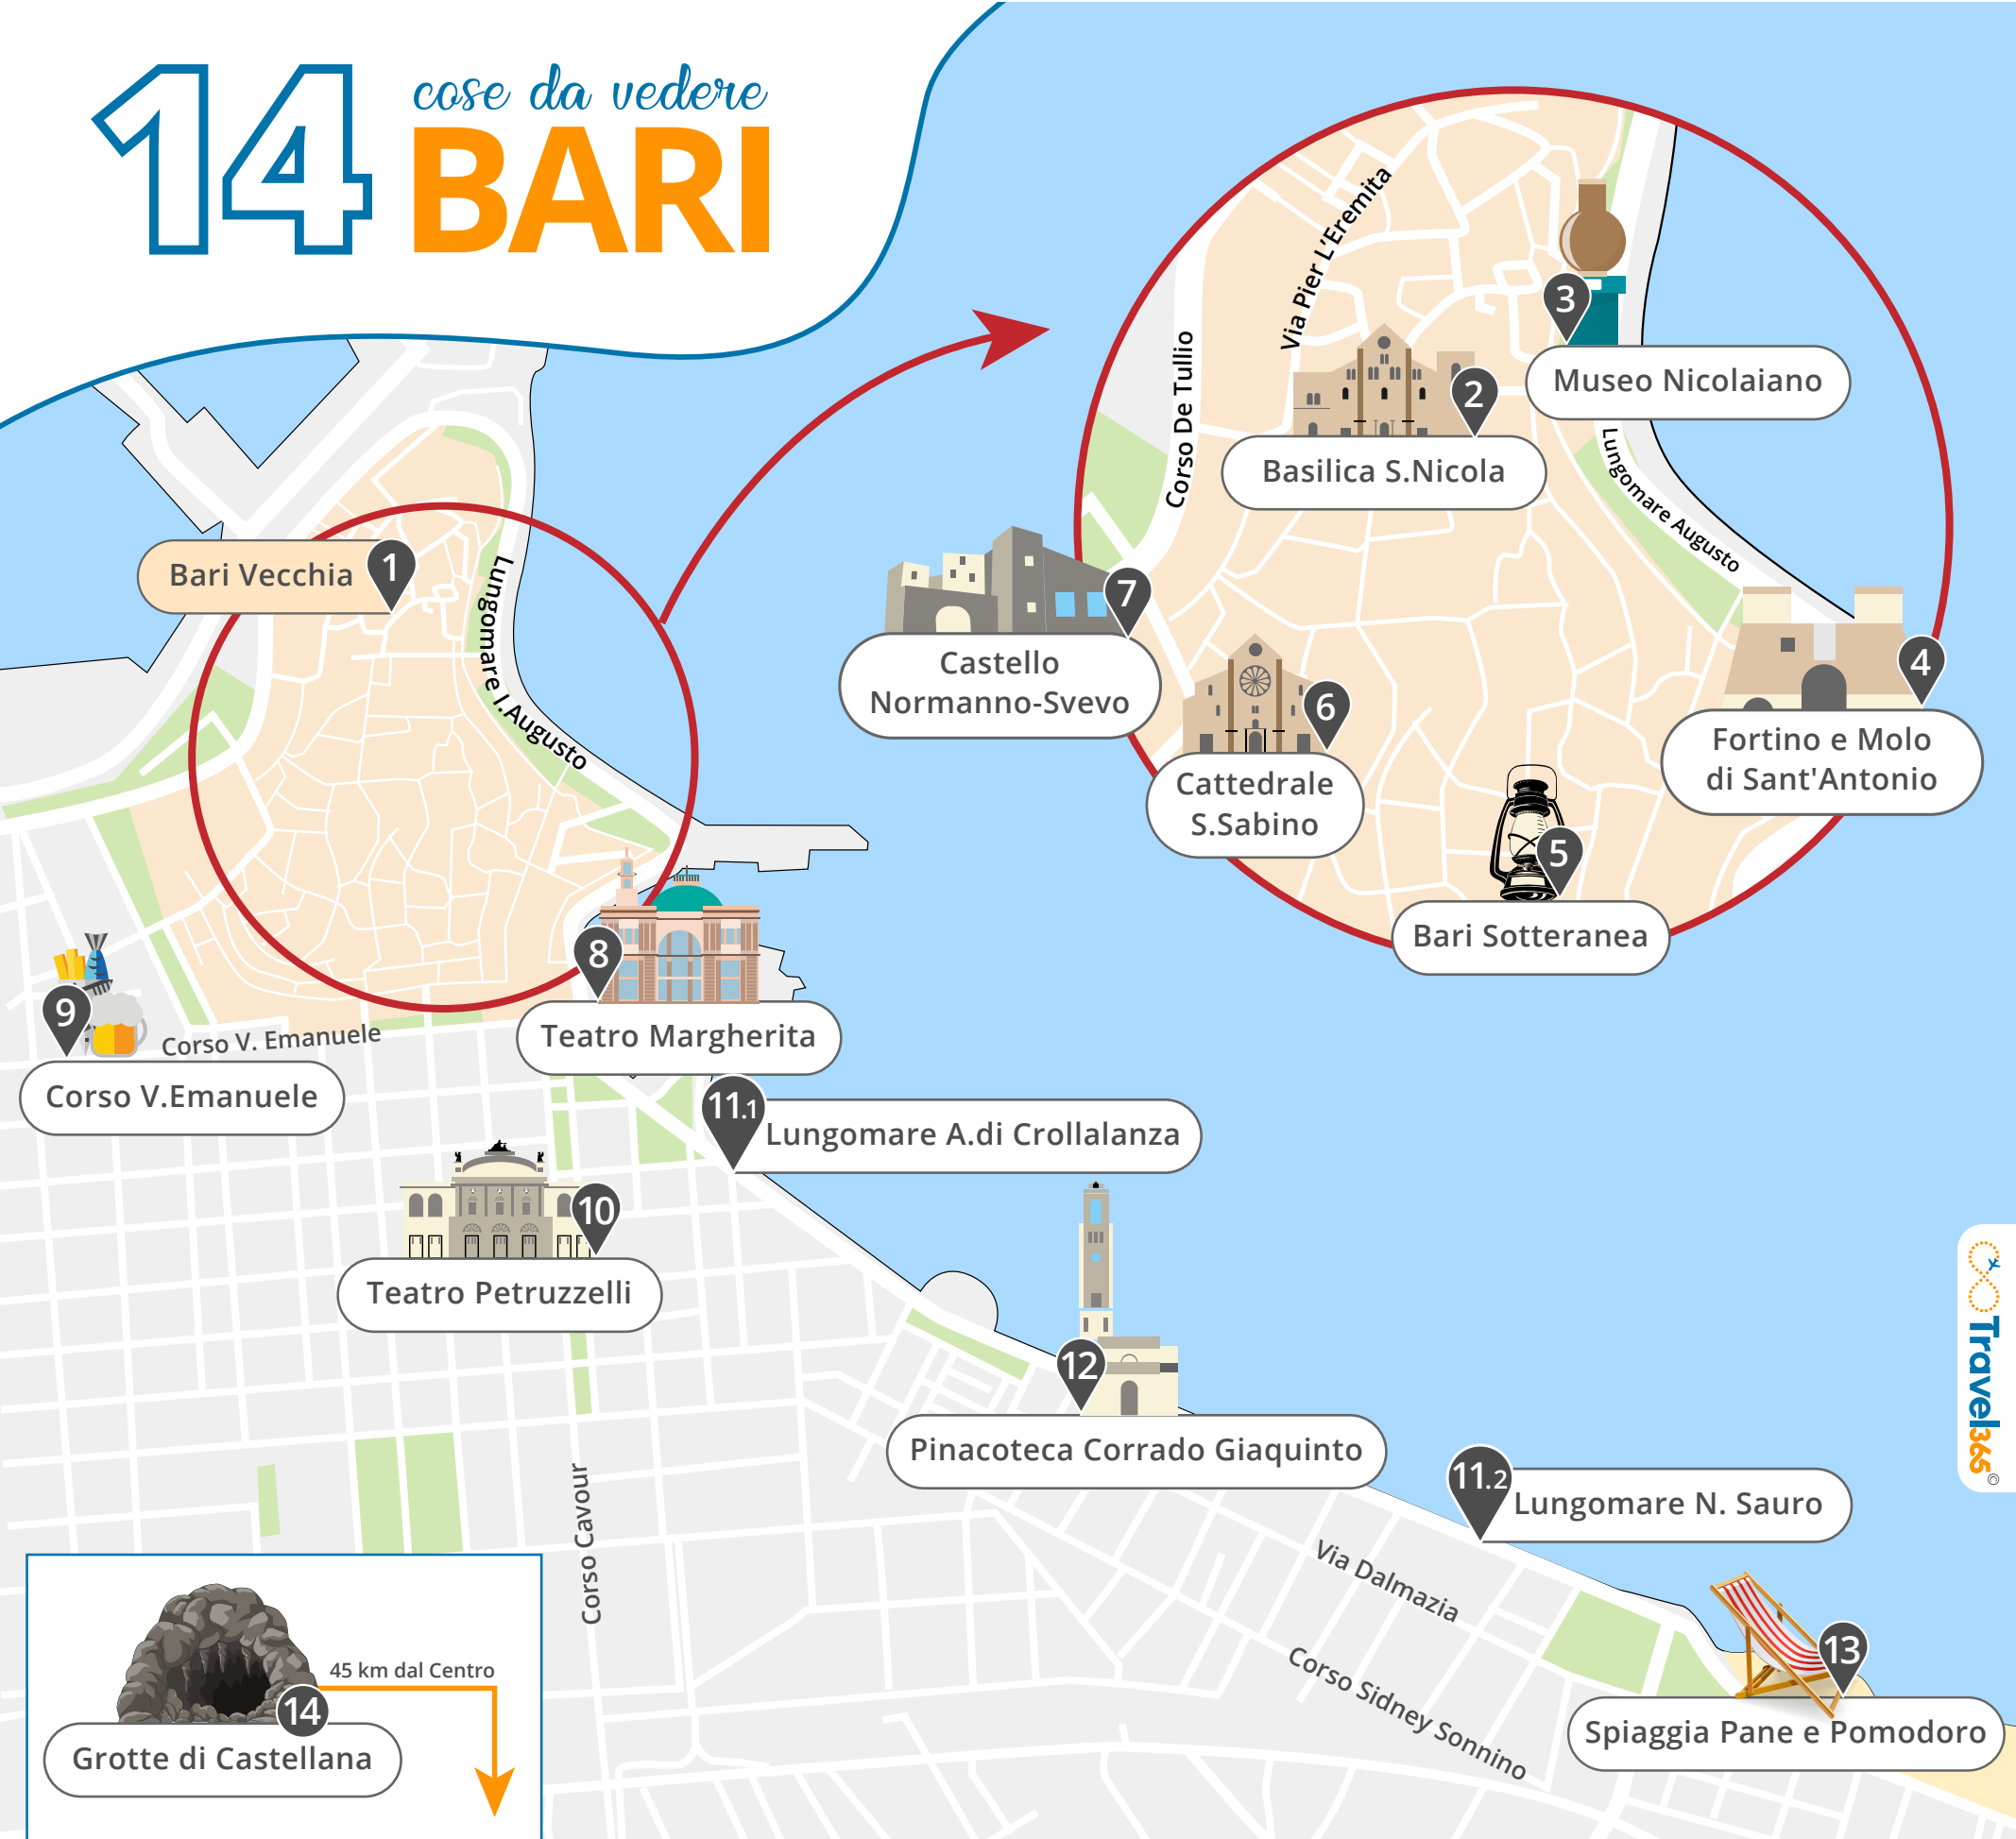 14
cose da vedere
BARI
Via Pier L'Eremita
Corso De Tullio
3
Museo Nicolaiano
2
Basilica S.Nicola
Lungomare Augusto
Bari Vecchia 1
Lungomare I.Augusto
7
Castello
Normanno-Svevo
4
Fortino e Molo
di Sant'Antonio
6
Cattedrale
S.Sabino
5
Bari Sotteranea
8
Teatro Margherita
9
Corso V. Emanuele
Corso V.Emanuele
11.1
Lungomare A.di Crollalanza
10
Teatro Petruzzelli
12
Pinacoteca Corrado Giaquinto
Travel365©
11.2
Lungomare N. Sauro
Corso Cavour
Via Dalmazia
Corso Sidney Sonnino
13
Spiaggia Pane e Pomodoro
45 km dal Centro
14
Grotte di Castellana